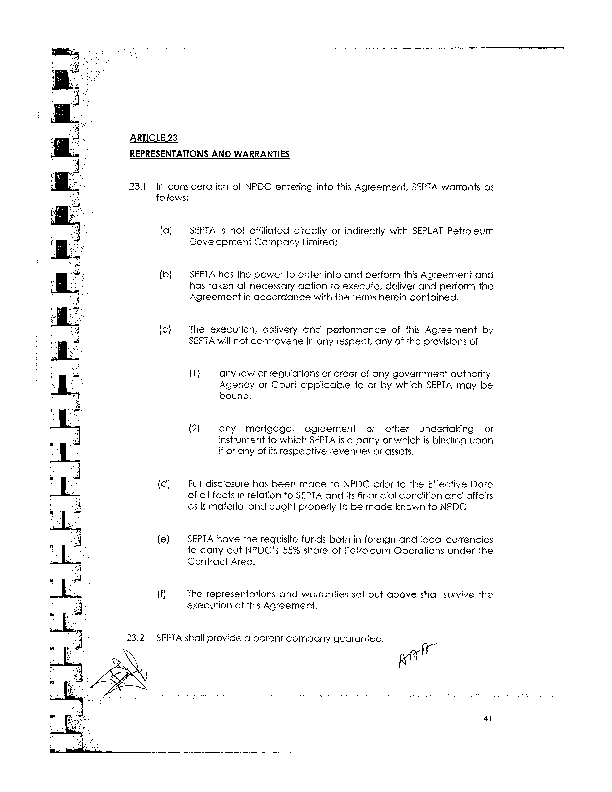 ARTICLE 23
REPRESENTATIONS AND WARRANTIES
23.1 In consideration of NPDC entering into this Agreement, SEPTA warrants as
follows:
(a) SEPTA is not affiliated directly or indirectly with SEPLAT Petroleum
Development Company Limited;
(b) SEPTA has the power to enter into and perform this Agreement and
has taken all necessary action to execute, deliver and perform the
Agreement in accordance with the terms herein contained.
(c) The execution, delivery and performance of this Agreement by
SEPTA will not contravene in any respect, any of the provisions of
(1) any law or regulations or order of any government authority,
Agency or Court applicable to or by which SEPTA may be
bound.
(2) any mortgage, agreement or other undertaking or
instrument to which SEPTA is a party or which is binding upon
it or any of its respective revenues or assets.
(d) Full disclosure has been made to NPDC prior to the Effective Date
of all facts in relation to SEPTA and its financial condition and affairs
as is material and ought properly to be made known to NPDC
(e) SEPTA have the requisite funds both in foreign and local currencies
to carry out NPDC's 55% share of Petroleum Operations under the
Contract Area.
(f) The representations and warranties set out above shall survive the
execution of this Agreement.
23.2 SEPTA shall provide a parent company guarantee.
41